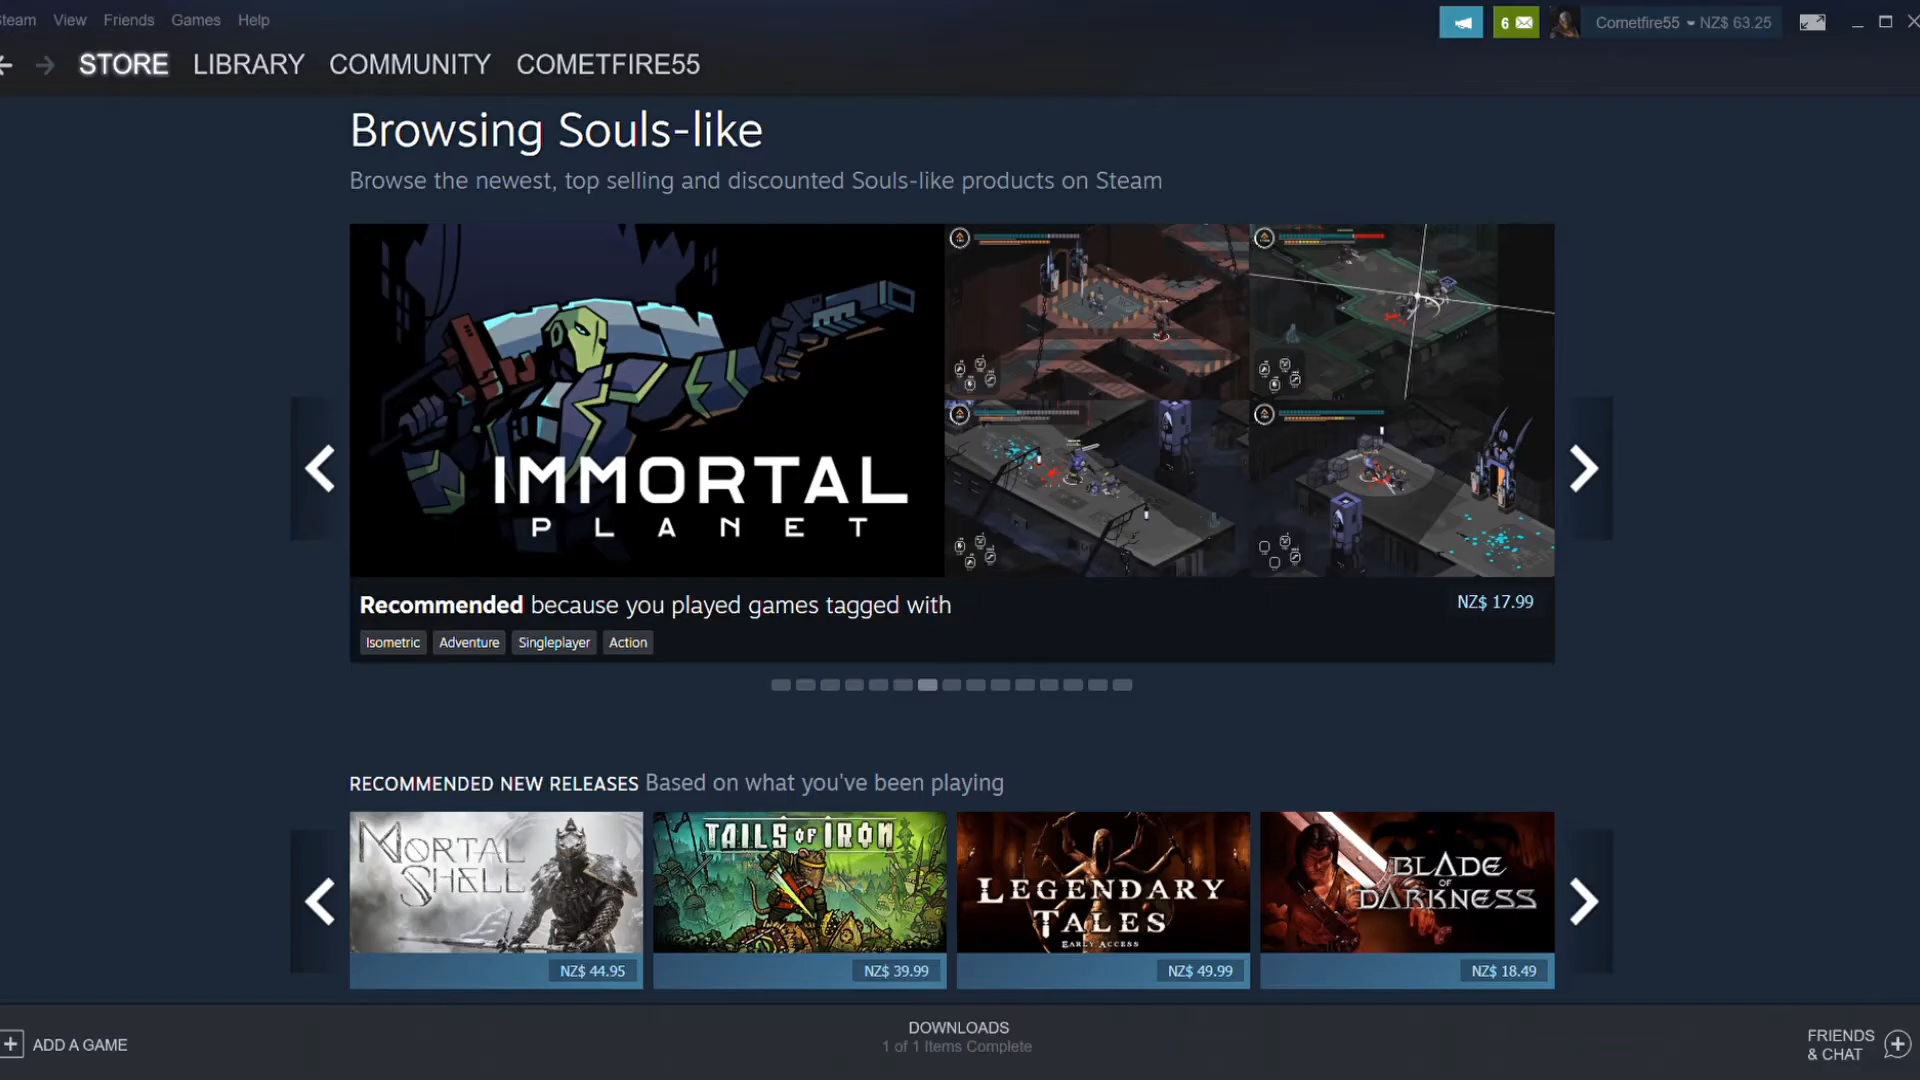 Steam View Friends Games Help
6 Cometfire55 NZ$ 63.25
STORE LIBRARY COMMUNITY COMETFIRE55
Browsing Souls-like
Browse the newest, top selling and discounted Souls-like products on Steam
IMMORTAL
PLANET
Recommended because you played games tagged with
NZ$ 17.99
Isometric Adventure Singleplayer Action
RECOMMENDED NEW RELEASES Based on what you've been playing
MORTAL
SHELL
TAILS OF IRON
LEGENDARY
TALES
EARLY ACCESS
BLADE
OF
DARKNESS
NZ$ 44.95 NZ$ 39.99 NZ$ 49.99 NZ$ 18.49
ADD A GAME
DOWNLOADS
1 of 1 Items Complete
FRIENDS
& CHAT